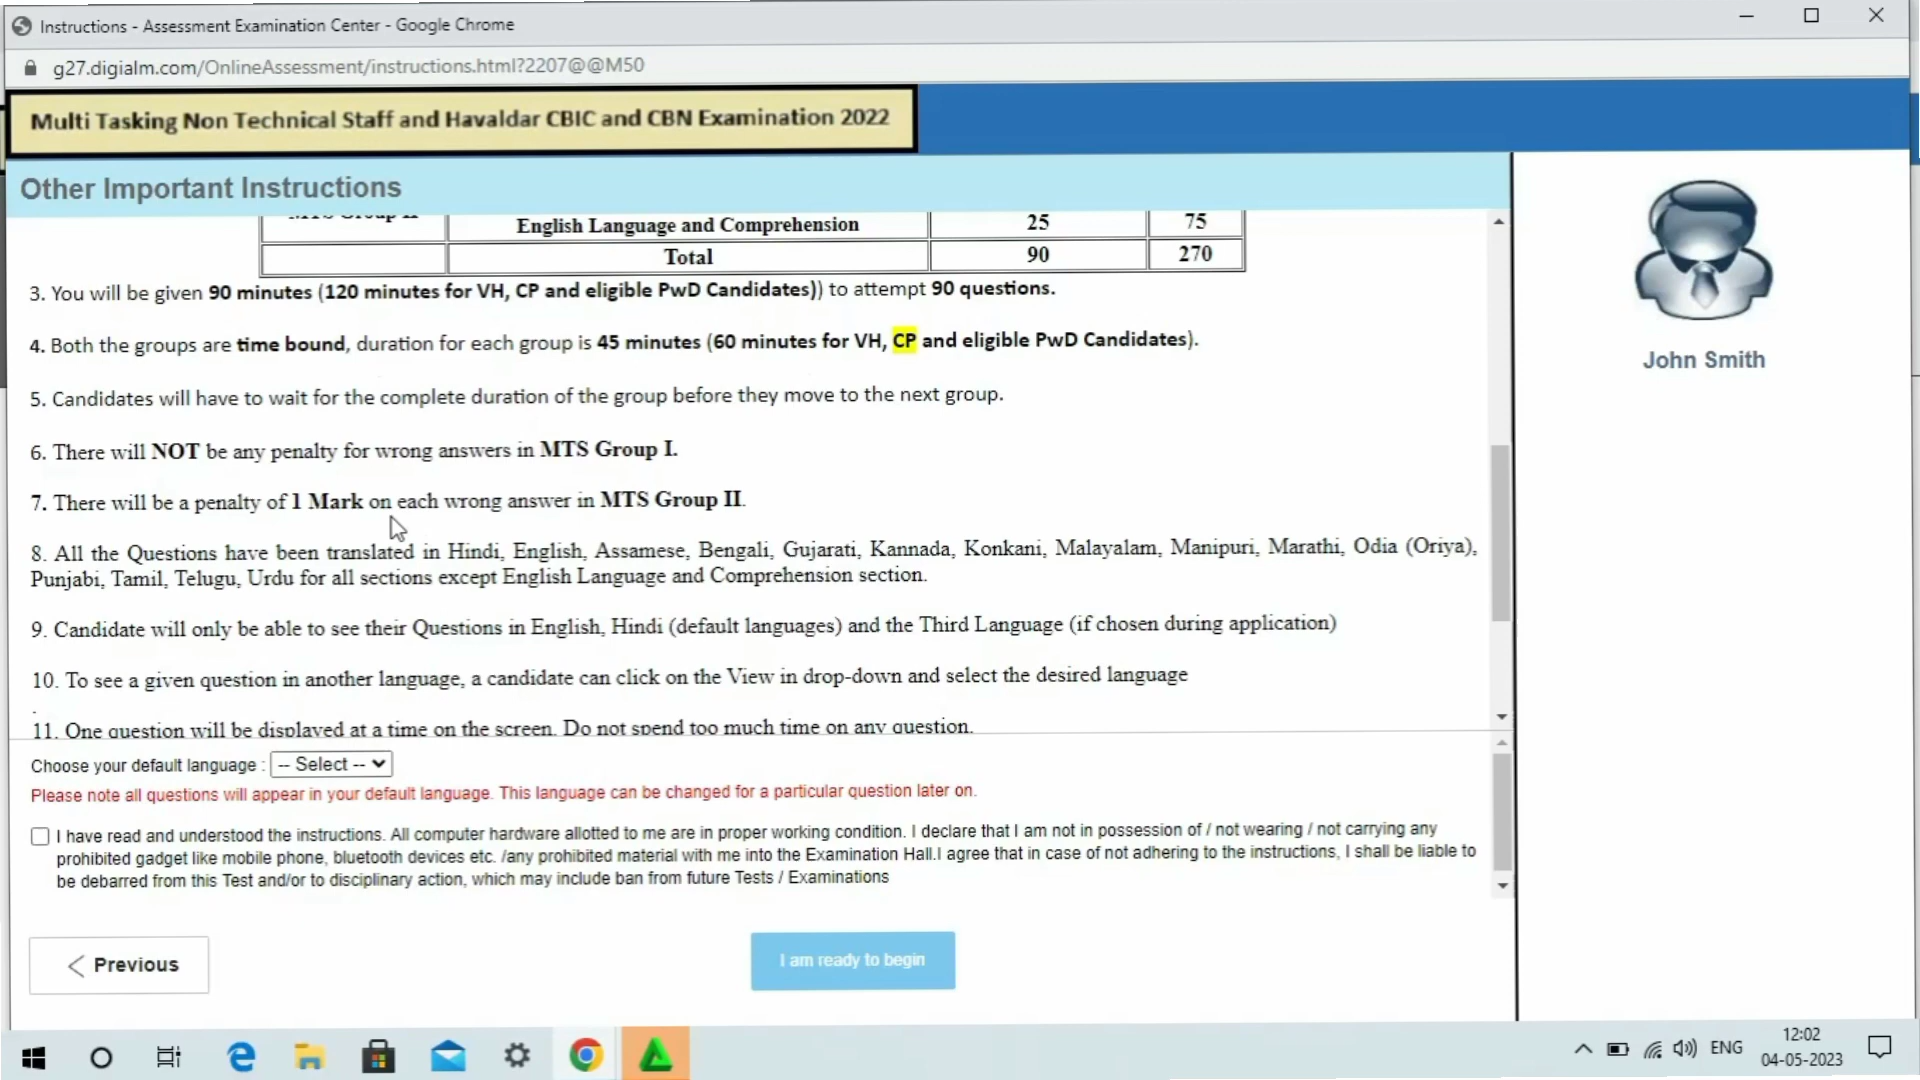 Instructions - Assessment Examination Center - Google Chrome
g27.digialm.com/OnlineAssessment/instructions.html?2207@@M50
Multi Tasking Non Technical Staff and Havaldar CBIC and CBN Examination 2022
Other Important Instructions
English Language and Comprehension 25 75
Total 90 270
3. You will be given 90 minutes (120 minutes for VH, CP and eligible PwD Candidates)) to attempt 90 questions.
4. Both the groups are time bound, duration for each group is 45 minutes (60 minutes for VH, CP and eligible PwD Candidates).
5. Candidates will have to wait for the complete duration of the group before they move to the next group.
6. There will NOT be any penalty for wrong answers in MTS Group I.
7. There will be a penalty of 1 Mark on each wrong answer in MTS Group II.
8. All the Questions have been translated in Hindi, English, Assamese, Bengali, Gujarati, Kannada, Konkani, Malayalam, Manipuri, Marathi, Odia (Oriya),
Punjabi, Tamil, Telugu, Urdu for all sections except English Language and Comprehension section.
9. Candidate will only be able to see their Questions in English, Hindi (default languages) and the Third Language (if chosen during application)
10. To see a given question in another language, a candidate can click on the View in drop-down and select the desired language
.
11. One question will be displayed at a time on the screen. Do not spend too much time on any question.
Choose your default language : -- Select --
Please note all questions will appear in your default language. This language can be changed for a particular question later on.
I have read and understood the instructions. All computer hardware allotted to me are in proper working condition. I declare that I am not in possession of / not wearing / not carrying any
prohibited gadget like mobile phone, bluetooth devices etc. /any prohibited material with me into the Examination Hall.I agree that in case of not adhering to the instructions, I shall be liable to
be debarred from this Test and/or to disciplinary action, which may include ban from future Tests / Examinations
< Previous
I am ready to begin
John Smith
ENG
12:02
04-05-2023